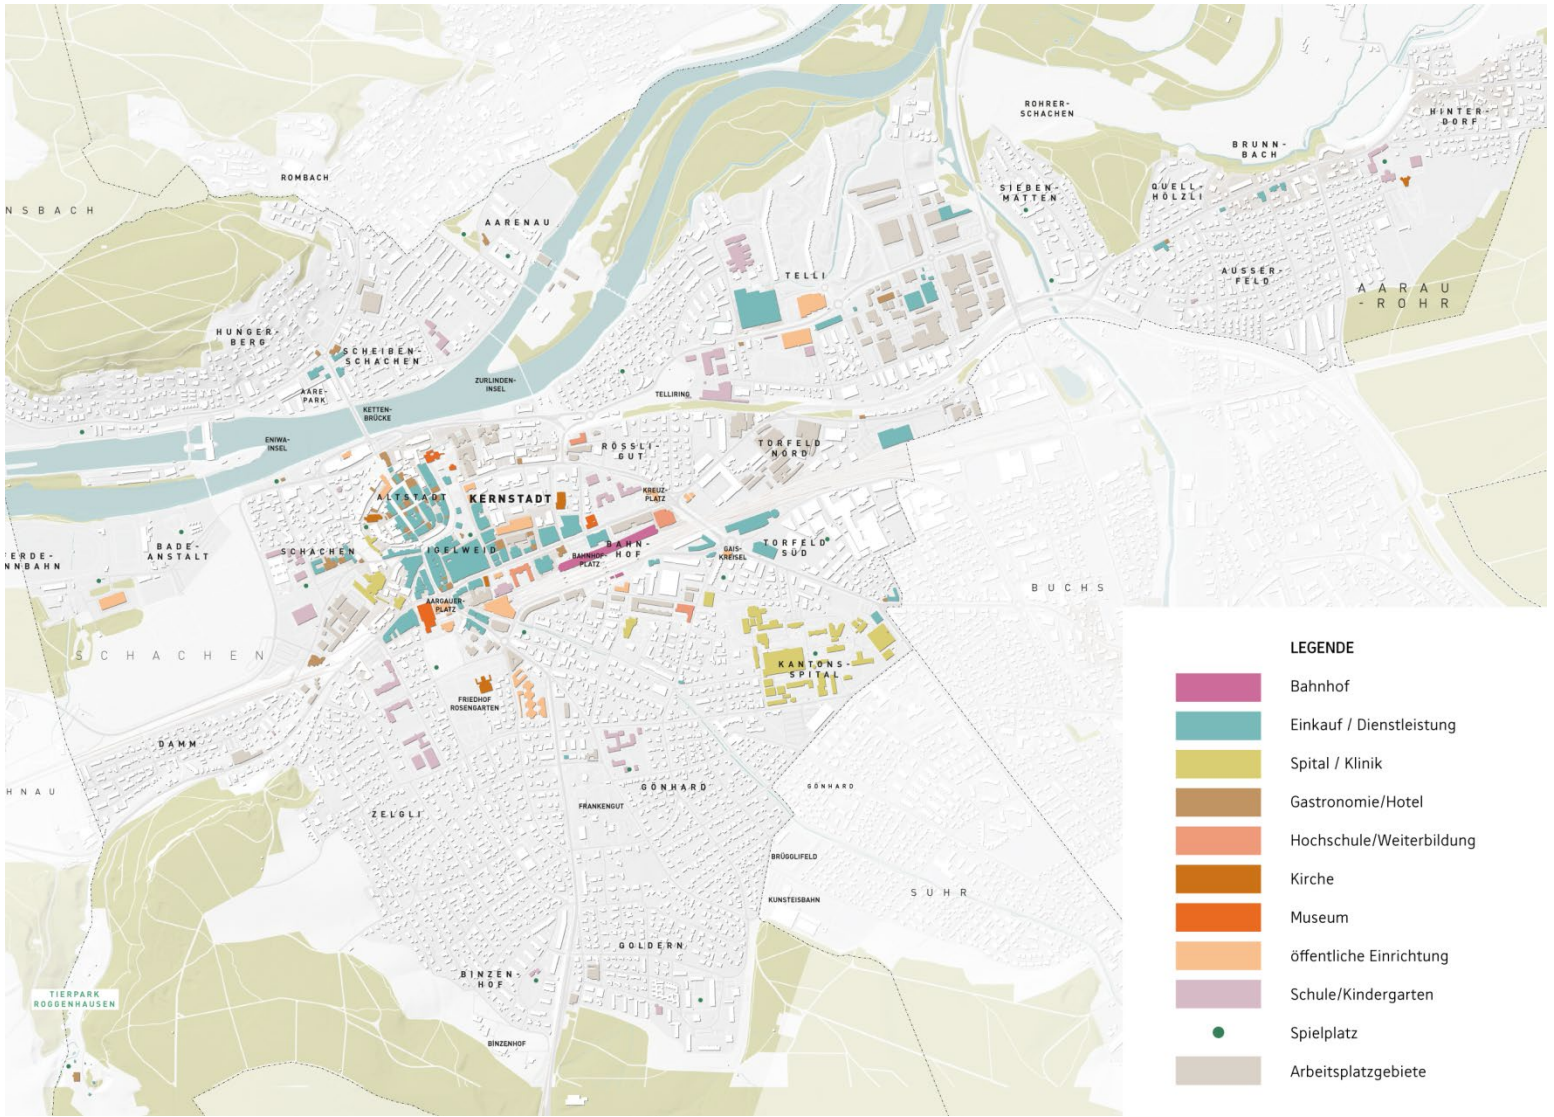 ROHRER-
SCHACHEN
HINTER-
DORF
BRUNN-
BACH
ROMBACH
SIEBEN-
MATTEN
QUELL-
HÖLZLI
NSBACH
AARENAU
TELLI
AUSSER-
FELD
AARAU
-ROHR
HUNGER-
BERG
SCHEIBEN-
SCHACHEN
ZURLINDEN-
INSEL
AARE-
PARK
TELLIRING
KETTEN-
BRÜCKE
ENIWA-
INSEL
RÖSSLI-
GUT
TORFELD
NORD
ALTSTADT
KERNSTADT
KREUZ-
PLATZ
BADE-
ANSTALT
SCHACHEN
IGELWEID
BAHN-
HOF
BAHNHOF-
PLATZ
GAIS-
KREISEL
TORFELD
SÜD
FERDE-
NNBAHN
AARGAUER-
PLATZ
BUCHS
SCHACHEN
KANTONS-
SPITAL
FRIEDHOF
ROSENGARTEN
DAMM
HNAU
GÖNHARD
GÖNHARD
ZELGLI
FRANKENGUT
BRÜGGLIFELD
SUHR
KUNSTEISBAHN
GOLDERN
BINZEN-
HOF
TIERPARK
ROGGENHAUSEN
BINZENHOF
LEGENDE
Bahnhof
Einkauf / Dienstleistung
Spital / Klinik
Gastronomie/Hotel
Hochschule/Weiterbildung
Kirche
Museum
öffentliche Einrichtung
Schule/Kindergarten
Spielplatz
Arbeitsplatzgebiete